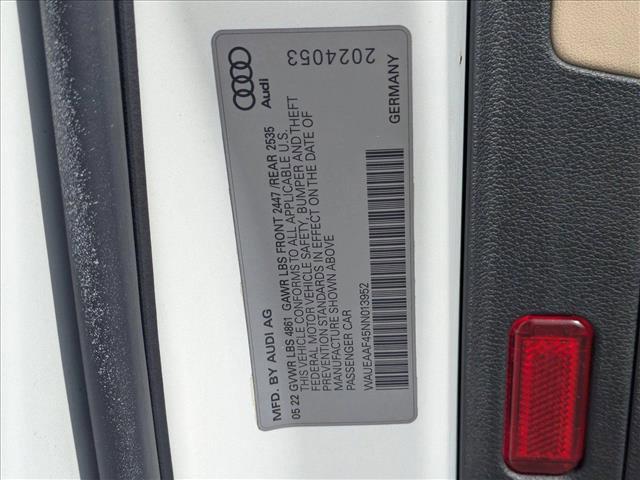 MFD. BY AUDI AG
05 22 GVWR LBS 4861 GAWR LBS FRONT 2447 /REAR 2535
THIS VEHICLE CONFORMS TO ALL APPLICABLE U.S.
FEDERAL MOTOR VEHICLE SAFETY, BUMPER AND THEFT
PREVENTION STANDARDS IN EFFECT ON THE DATE OF
MANUFACTURE SHOWN ABOVE
PASSENGER CAR
WAUEAAF45NN013952
Audi
2024053
GERMANY